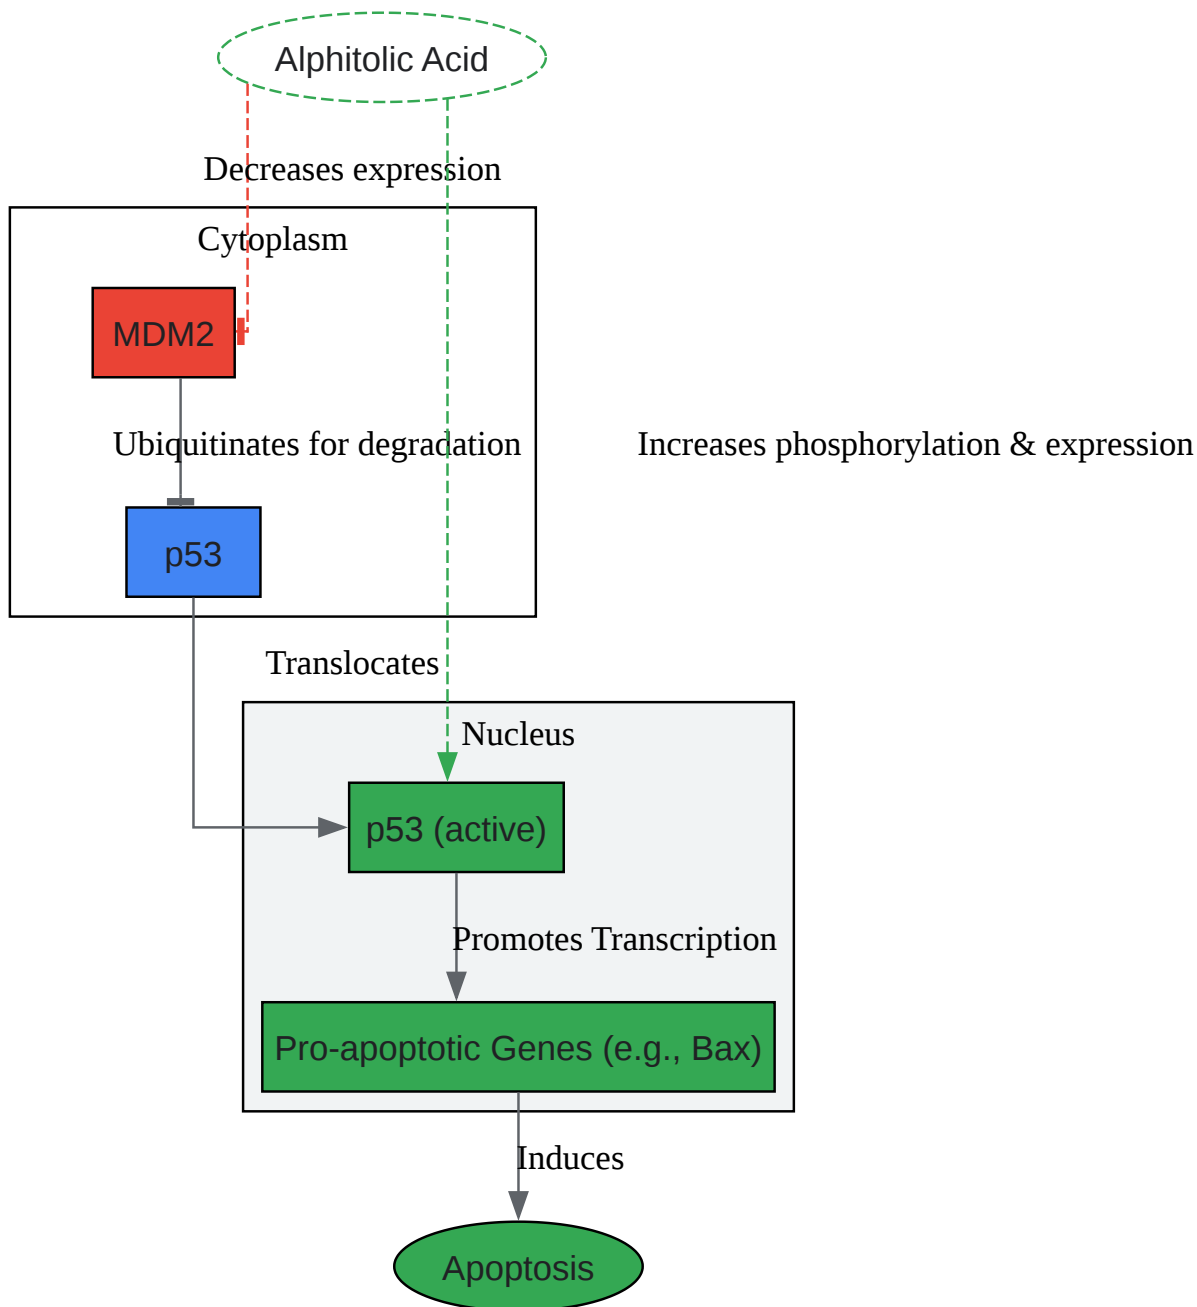 Alphitolic Acid
Decreases expression
Cytoplasm
MDM2
Ubiquitinates for degradation
Increases phosphorylation & expression
p53
Translocates
Nucleus
p53 (active)
Promotes Transcription
Pro-apoptotic Genes (e.g., Bax)
Induces
Apoptosis